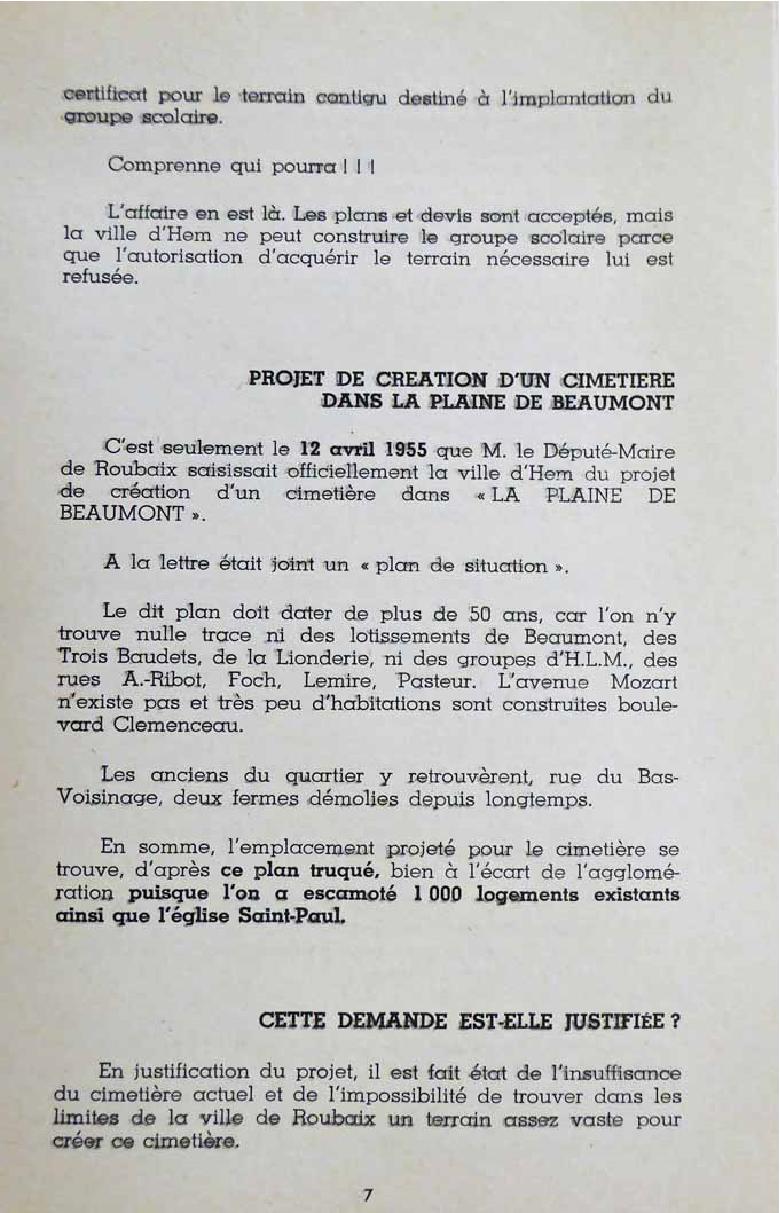 certificat pour le terrain contigu destiné à l'implantation du
groupe scolaire.
Comprenne qui pourra ! ! !
L'affaire en est là. Les plans et devis sont acceptés, mais
la ville d'Hem ne peut construire le groupe scolaire parce
que l'autorisation d'acquérir le terrain nécessaire lui est
refusée.
PROJET DE CREATION D'UN CIMETIERE
DANS LA PLAINE DE BEAUMONT
C'est seulement le 12 avril 1955 que M. le Député-Maire
de Roubaix saisissait officiellement la ville d'Hem du projet
de création d'un cimetière dans « LA PLAINE DE
BEAUMONT ».
A la lettre était joint un « plan de situation ».
Le dit plan doit dater de plus de 50 ans, car l'on n'y
trouve nulle trace ni des lotissements de Beaumont, des
Trois Baudets, de la Lionderie, ni des groupes d'H.L.M., des
rues A.-Ribot, Foch, Lemire, Pasteur. L'avenue Mozart
n'existe pas et très peu d'habitations sont construites boule-
vard Clemenceau.
Les anciens du quartier y retrouvèrent, rue du Bas-
Voisinage, deux fermes démolies depuis longtemps.
En somme, l'emplacement projeté pour le cimetière se
trouve, d'après ce plan truqué, bien à l'écart de l'agglomé-
ration puisque l'on a escamoté 1 000 logements existants
ainsi que l'église Saint-Paul.
CETTE DEMANDE EST-ELLE JUSTIFIÉE ?
En justification du projet, il est fait état de l'insuffisance
du cimetière actuel et de l'impossibilité de trouver dans les
limites de la ville de Roubaix un terrain assez vaste pour
créer ce cimetière.
7